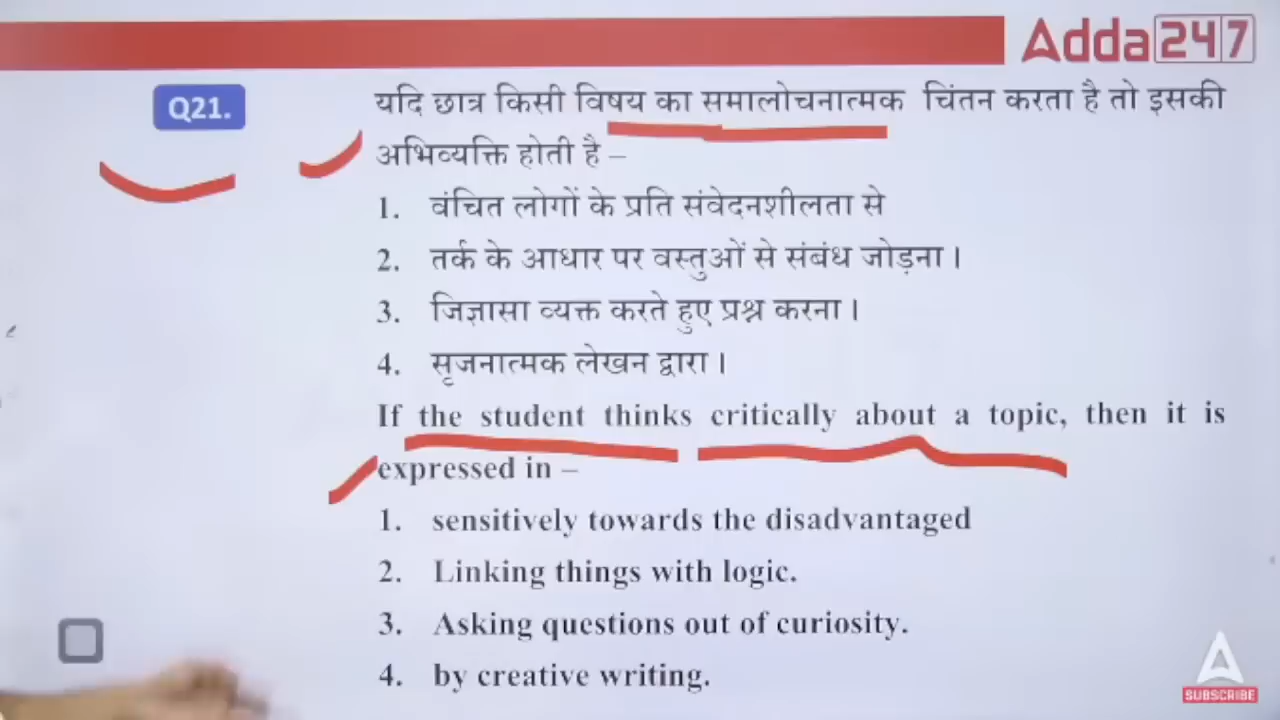 Adda247
Q21.
यदि छात्र किसी विषय का समालोचनात्मक चिंतन करता है तो इसकी
अभिव्यक्ति होती है –
1. वंचित लोगों के प्रति संवेदनशीलता से
2. तर्क के आधार पर वस्तुओं से संबंध जोड़ना।
3. जिज्ञासा व्यक्त करते हुए प्रश्न करना।
4. सृजनात्मक लेखन द्वारा।
If the student thinks critically about a topic, then it is
expressed in –
1. sensitively towards the disadvantaged
2. Linking things with logic.
3. Asking questions out of curiosity.
4. by creative writing.
SUBSCRIBE